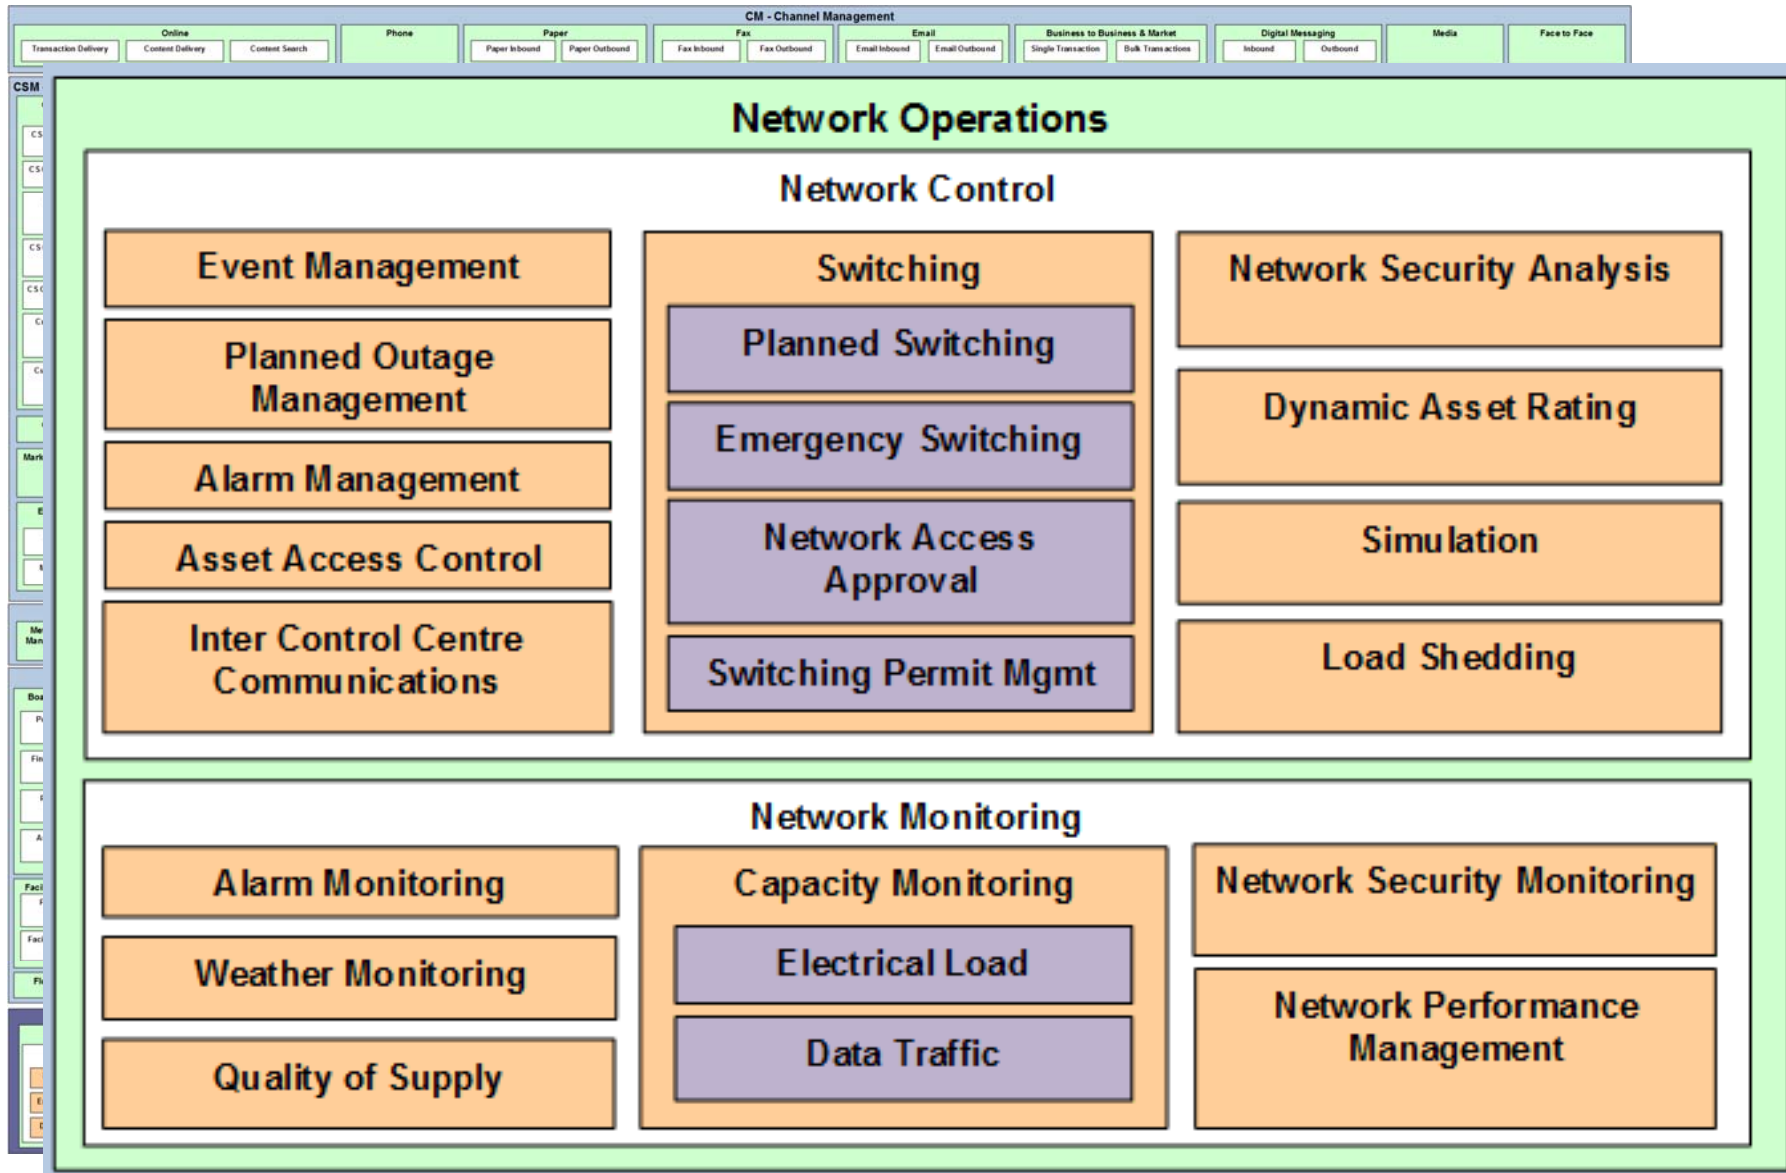 CM - Channel Management
Online
Phone
Paper
Fax
Email
Business to Business & Market
Digital Messaging
Media
Face to Face
Transaction Delivery
Content Delivery
Content Search
Paper Inbound
Paper Outbound
Fax Inbound
Fax Outbound
Email Inbound
Email Outbound
Single Transaction
Bulk Transactions
Inbound
Outbound
CSM
Network Operations
Network Control
Event Management
Planned Outage
Management
Alarm Management
Asset Access Control
Inter Control Centre
Communications
Switching
Planned Switching
Emergency Switching
Network Access
Approval
Switching Permit Mgmt
Network Security Analysis
Dynamic Asset Rating
Simulation
Load Shedding
Network Monitoring
Alarm Monitoring
Weather Monitoring
Quality of Supply
Capacity Monitoring
Electrical Load
Data Traffic
Network Security Monitoring
Network Performance
Management